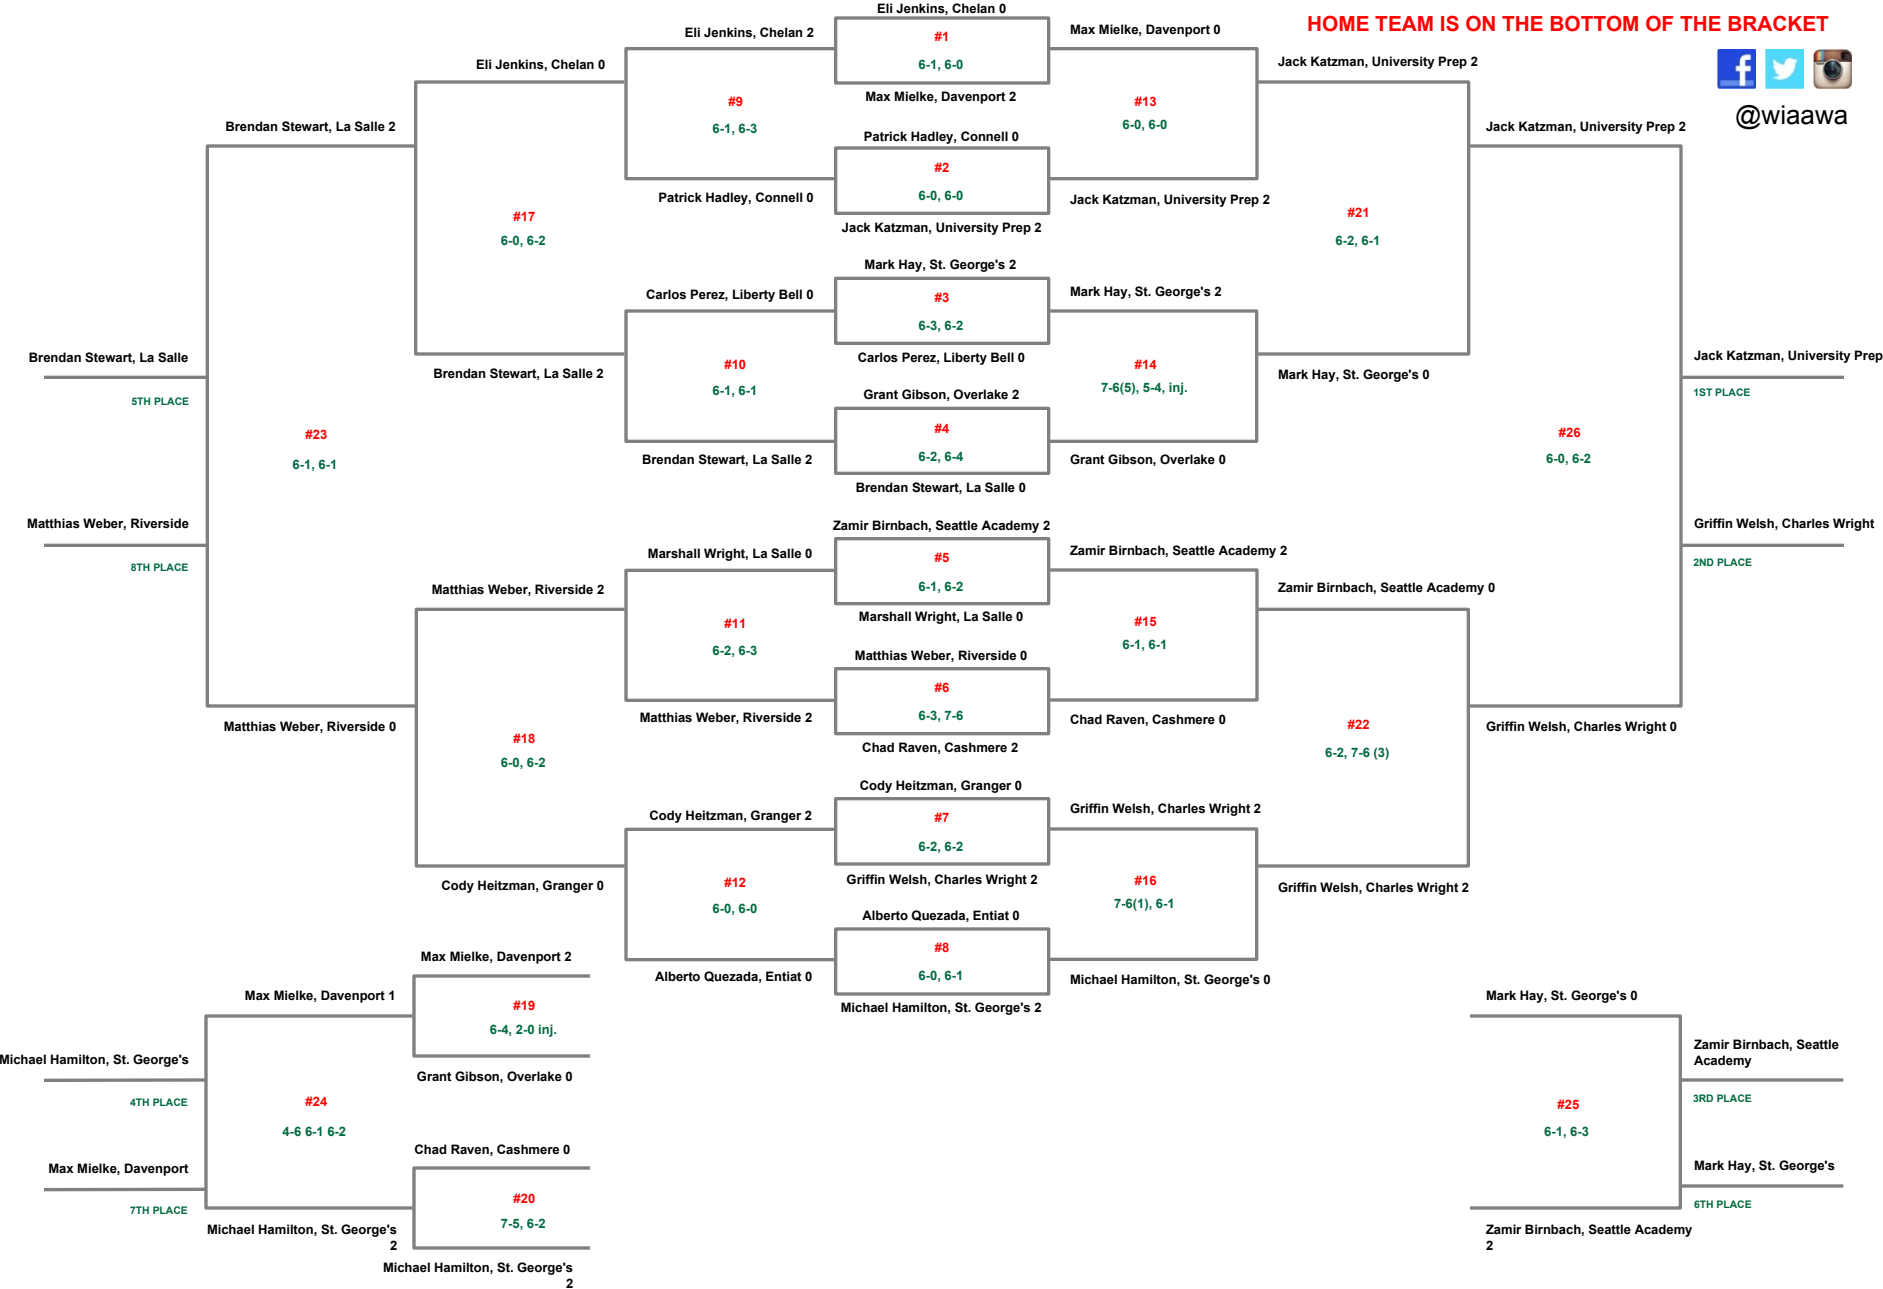 HOME TEAM IS ON THE BOTTOM OF THE BRACKET
@wiaawa
Brendan Stewart, La Salle
5TH PLACE
Matthias Weber, Riverside
8TH PLACE
Brendan Stewart, La Salle 2
#23
6-1, 6-1
Matthias Weber, Riverside 0
Eli Jenkins, Chelan 0
#17
6-0, 6-2
Brendan Stewart, La Salle 2
Matthias Weber, Riverside 2
#18
6-0, 6-2
Cody Heitzman, Granger 0
Eli Jenkins, Chelan 2
#9
6-1, 6-3
Patrick Hadley, Connell 0
Carlos Perez, Liberty Bell 0
#10
6-1, 6-1
Brendan Stewart, La Salle 2
Marshall Wright, La Salle 0
#11
6-2, 6-3
Matthias Weber, Riverside 2
Cody Heitzman, Granger 2
#12
6-0, 6-0
Alberto Quezada, Entiat 0
Eli Jenkins, Chelan 0
#1
6-1, 6-0
Max Mielke, Davenport 2
Patrick Hadley, Connell 0
#2
6-0, 6-0
Jack Katzman, University Prep 2
Mark Hay, St. George's 2
#3
6-3, 6-2
Carlos Perez, Liberty Bell 0
Grant Gibson, Overlake 2
#4
6-2, 6-4
Brendan Stewart, La Salle 0
Zamir Birnbach, Seattle Academy 2
#5
6-1, 6-2
Marshall Wright, La Salle 0
Matthias Weber, Riverside 0
#6
6-3, 7-6
Chad Raven, Cashmere 2
Cody Heitzman, Granger 0
#7
6-2, 6-2
Griffin Welsh, Charles Wright 2
Alberto Quezada, Entiat 0
#8
6-0, 6-1
Michael Hamilton, St. George's 2
Max Mielke, Davenport 0
#13
6-0, 6-0
Jack Katzman, University Prep 2
Mark Hay, St. George's 2
#14
7-6(5), 5-4, inj.
Grant Gibson, Overlake 0
Zamir Birnbach, Seattle Academy 2
#15
6-1, 6-1
Chad Raven, Cashmere 0
Griffin Welsh, Charles Wright 2
#16
7-6(1), 6-1
Michael Hamilton, St. George's 0
Jack Katzman, University Prep 2
#21
6-2, 6-1
Mark Hay, St. George's 0
Zamir Birnbach, Seattle Academy 0
#22
6-2, 7-6 (3)
Griffin Welsh, Charles Wright 2
Jack Katzman, University Prep 2
#26
6-0, 6-2
Griffin Welsh, Charles Wright 0
Jack Katzman, University Prep
1ST PLACE
Griffin Welsh, Charles Wright
2ND PLACE
Michael Hamilton, St. George's
4TH PLACE
Max Mielke, Davenport
7TH PLACE
Max Mielke, Davenport 1
#24
4-6 6-1 6-2
Michael Hamilton, St. George's
2
Max Mielke, Davenport 2
#19
6-4, 2-0 inj.
Grant Gibson, Overlake 0
Chad Raven, Cashmere 0
#20
7-5, 6-2
Michael Hamilton, St. George's
2
Mark Hay, St. George's 0
#25
6-1, 6-3
Zamir Birnbach, Seattle Academy
2
Zamir Birnbach, Seattle
Academy
3RD PLACE
Mark Hay, St. George's
6TH PLACE